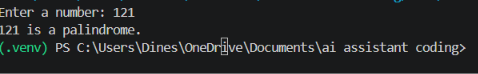 Enter a number: 121
121 is a palindrome.
(.venv) PS C:\Users\Dines\OneDrive\Documents\ai assistant coding>